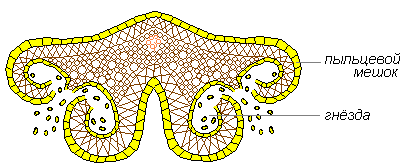 пыльцевой
мешок
гнёзда